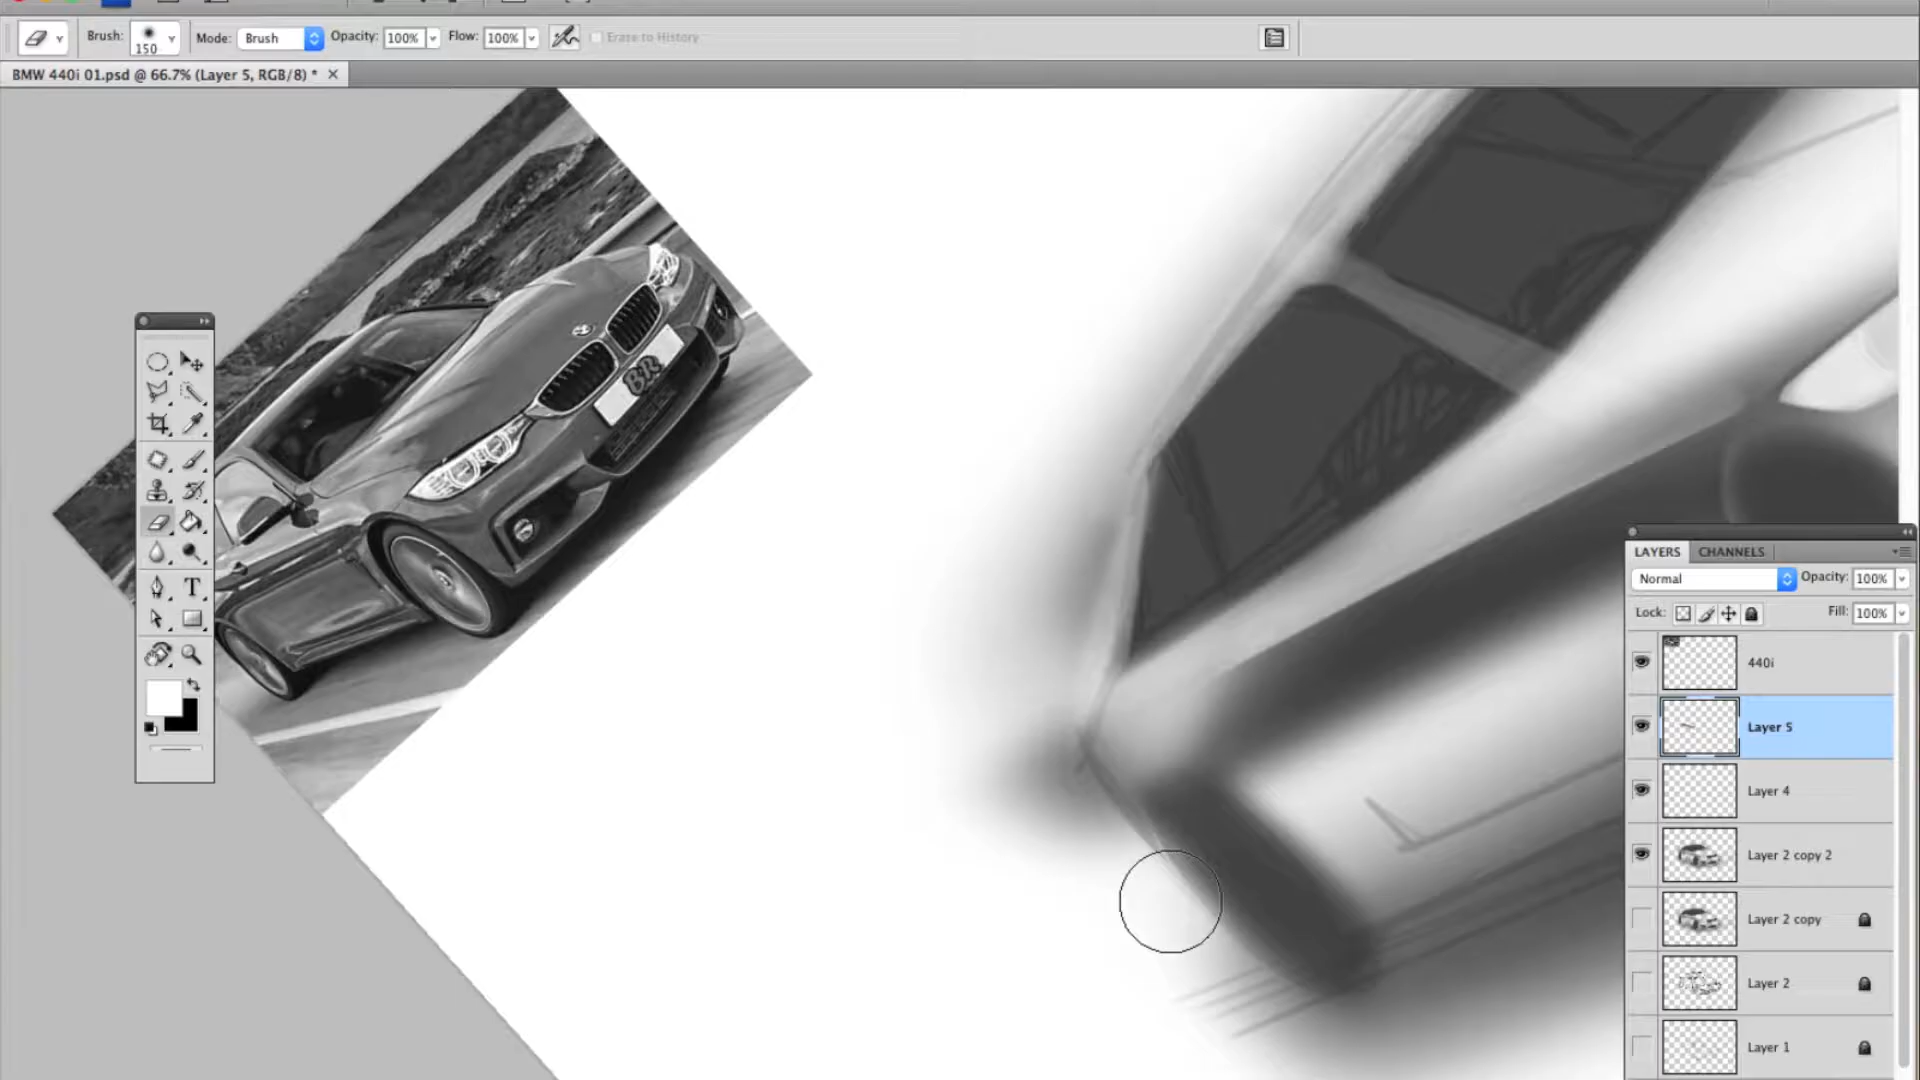 Brush: 150 Mode: Brush Opacity: 100% Flow: 100% Erase to History
BMW 440i 01.psd @ 66.7% (Layer 5, RGB/8) *
BR
T
LAYERS CHANNELS
Normal Opacity: 100%
Lock: Fill: 100%
440i
Layer 5
Layer 4
Layer 2 copy 2
Layer 2 copy
Layer 2
Layer 1